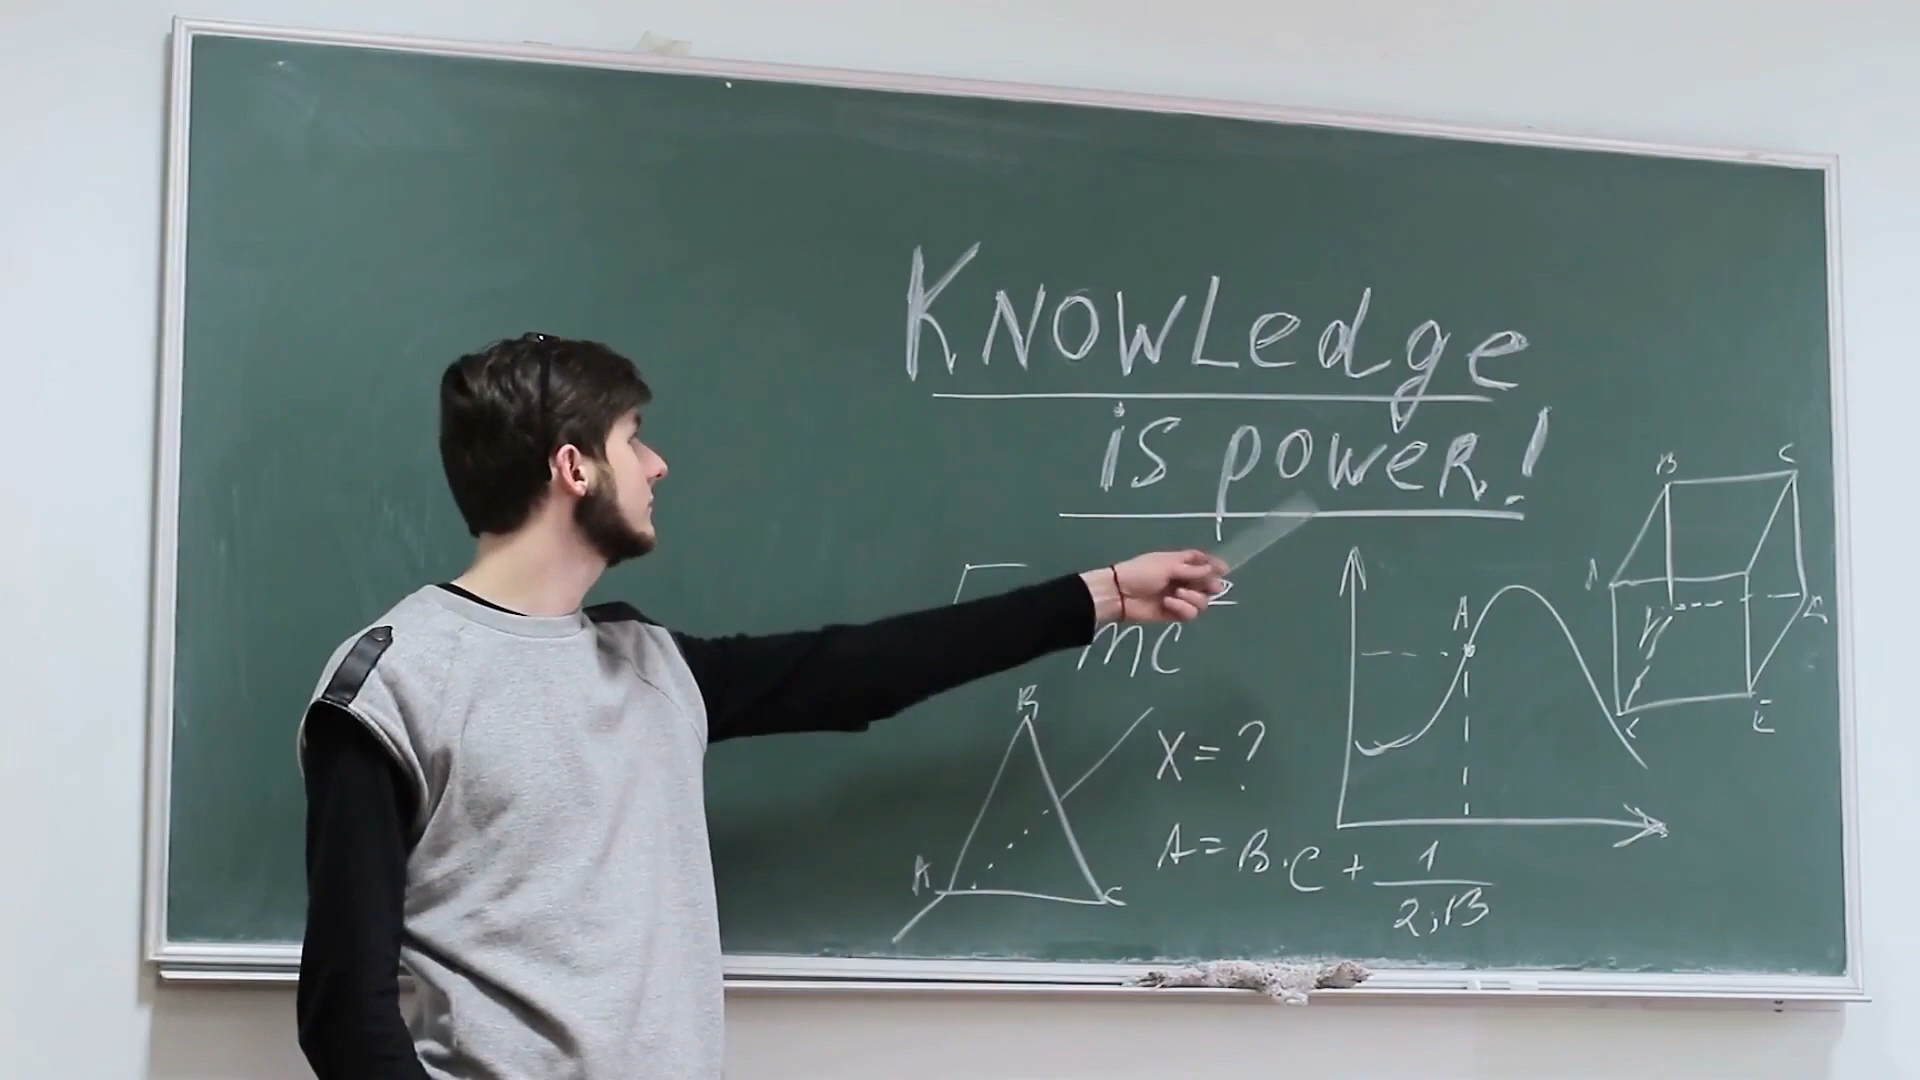 KNOWLedge
is poweR!
mc
B C
A
A
B
X = ?
E
A = B·C + 1/2,13
A C